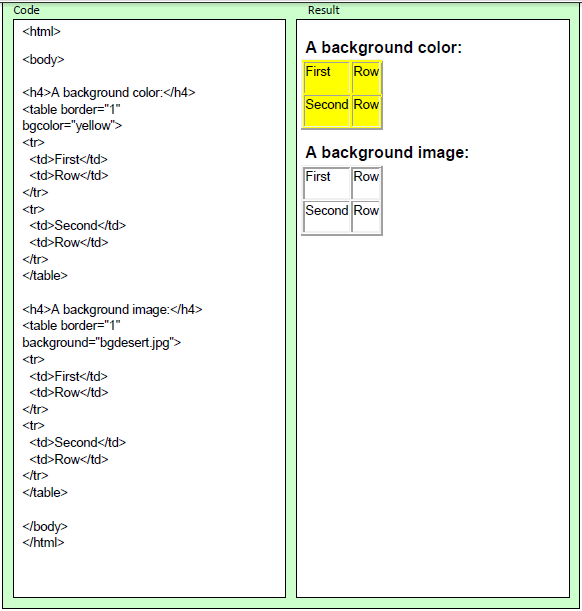 Code
Result
<html>
<body>
<h4>A background color:</h4>
<table border="1"
bgcolor="yellow">
<tr>
<td>First</td>
<td>Row</td>
</tr>
<tr>
<td>Second</td>
<td>Row</td>
</tr>
</table>
<h4>A background image:</h4>
<table border="1"
background="bgdesert.jpg">
<tr>
<td>First</td>
<td>Row</td>
</tr>
<tr>
<td>Second</td>
<td>Row</td>
</tr>
</table>
</body>
</html>
A background color:
First Row
Second Row
A background image:
First Row
Second Row